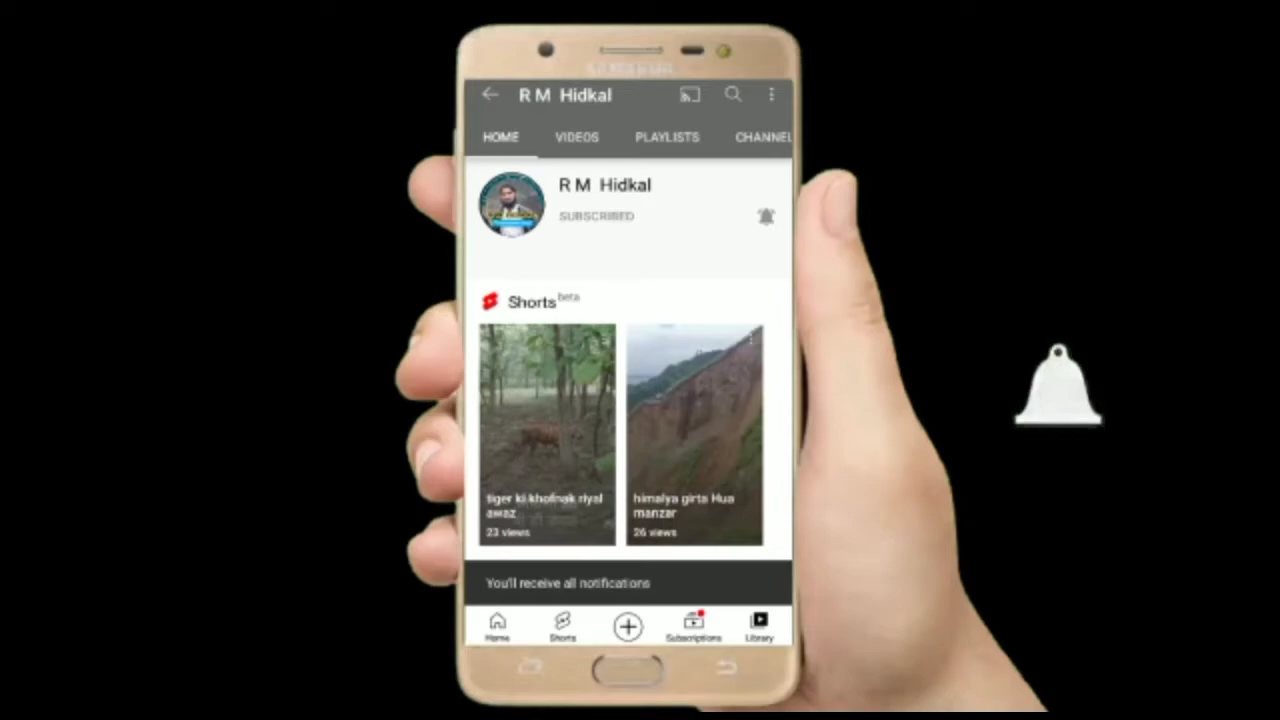 SAMSUNG
R M Hidkal
HOME VIDEOS PLAYLISTS CHANNEL
R M Hidkal
SUBSCRIBED
Shorts beta
tiger ki khofnak riyal
awaz
23 views
himalya girta Hua
manzar
26 views
You'll receive all notifications
Home Shorts Subscriptions Library